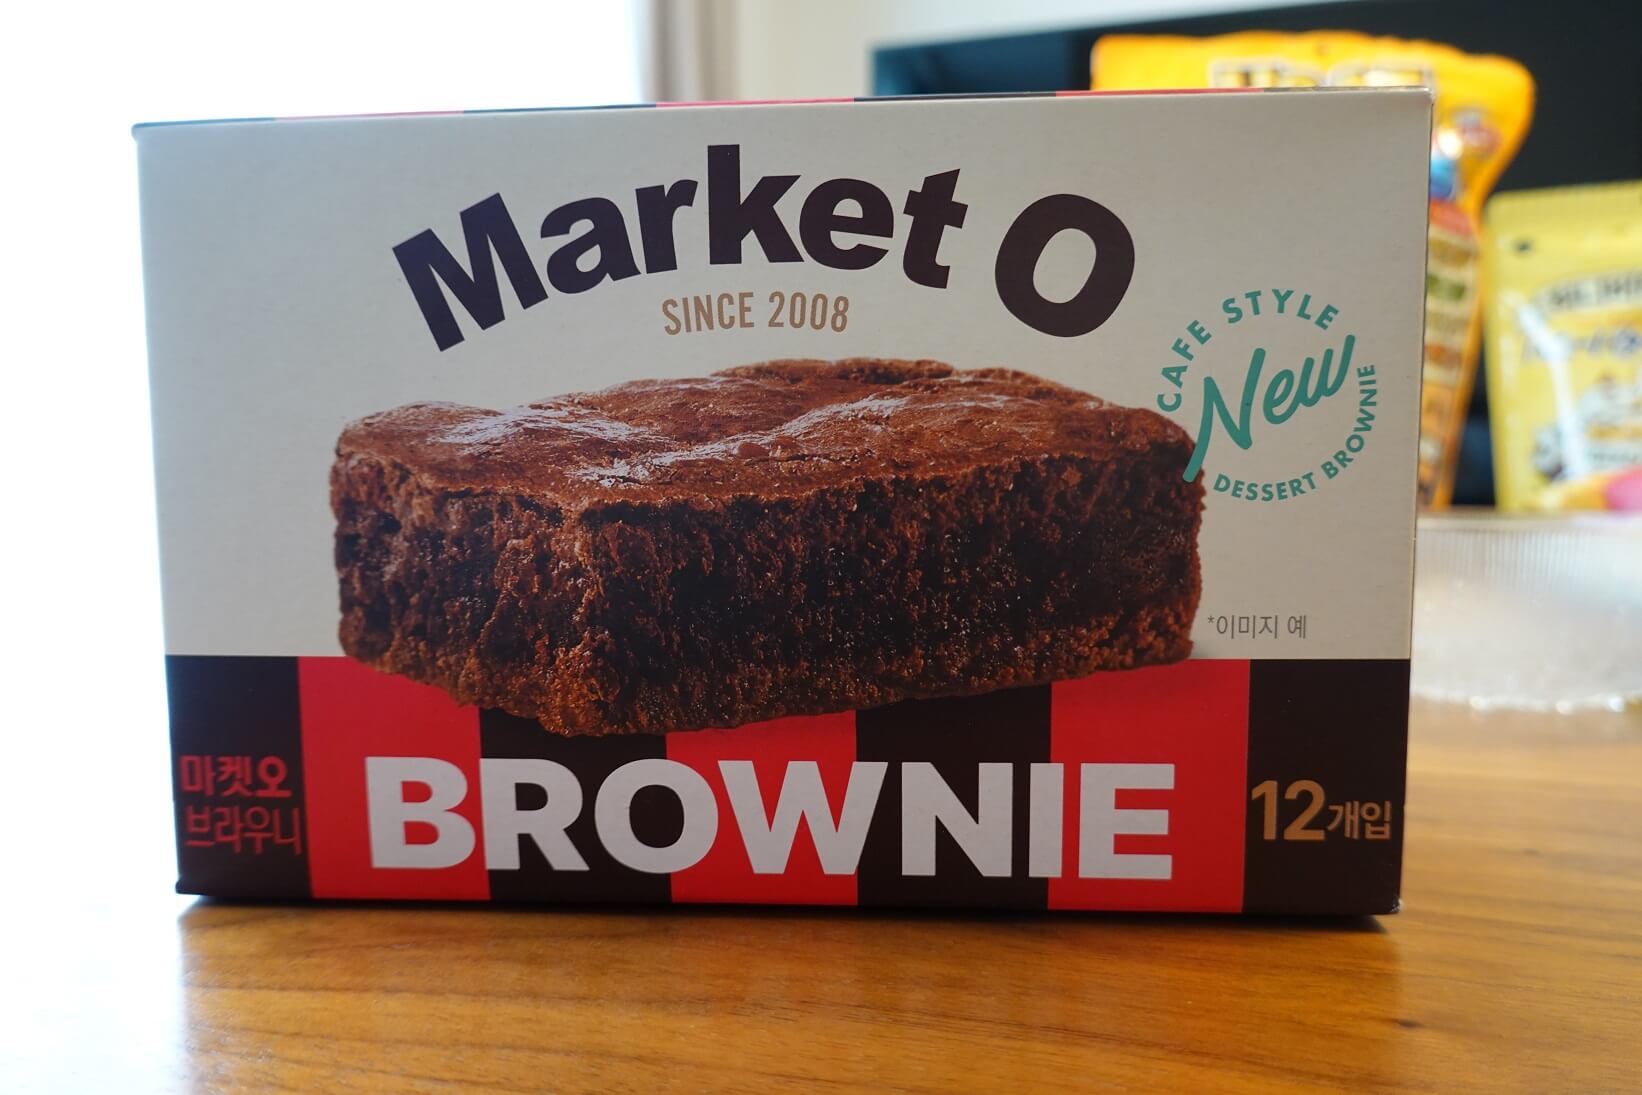 Market O
SINCE 2008
CAFE STYLE
New
DESSERT BROWNIE
*이미지 예
마켓오
브라우니
BROWNIE
12개입